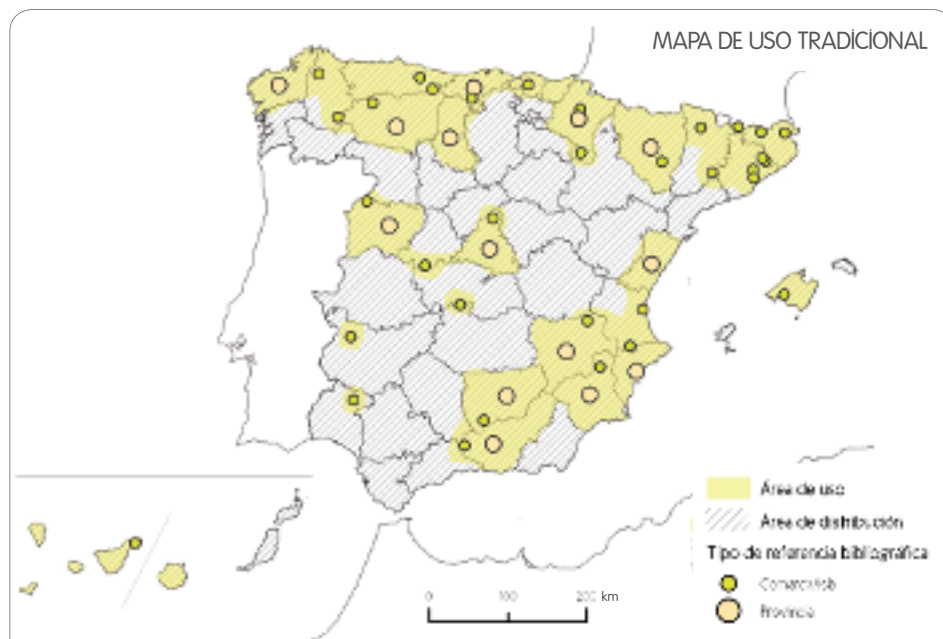 MAPA DE USO TRADICIONAL
Área de uso
Área de distribución
Tipo de referencia bibliográfica
Provincia
0 100 200 km